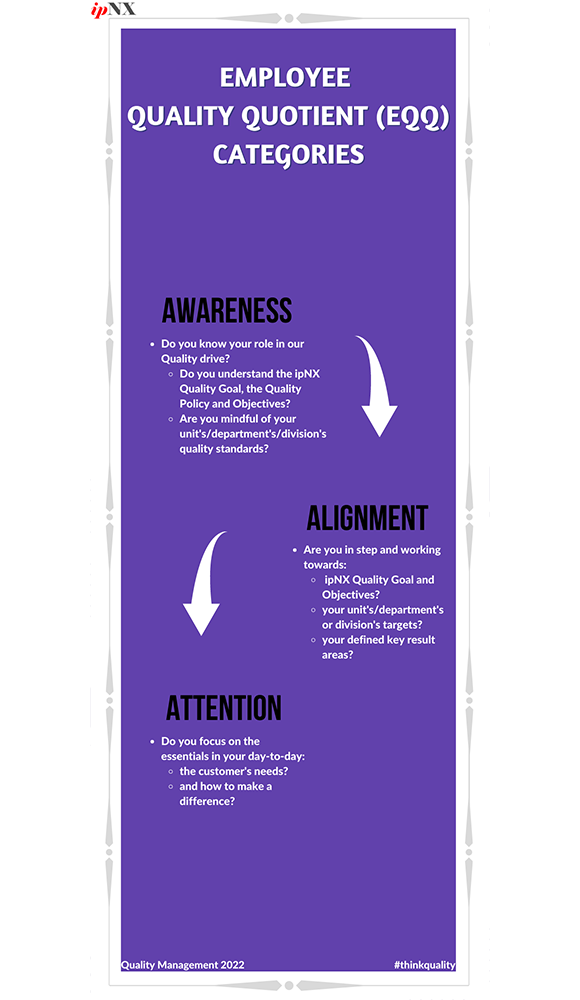 ipNX
EMPLOYEE
QUALITY QUOTIENT (EQQ)
CATEGORIES
AWARENESS
• Do you know your role in our
Quality drive?
◦ Do you understand the ipNX
Quality Goal, the Quality
Policy and Objectives?
◦ Are you mindful of your
unit's/department's/division's
quality standards?
ALIGNMENT
• Are you in step and working
towards:
◦ ipNX Quality Goal and
Objectives?
◦ your unit's/department's
or division's targets?
◦ your defined key result
areas?
ATTENTION
• Do you focus on the
essentials in your day-to-day:
◦ the customer's needs?
◦ and how to make a
difference?
Quality Management 2022
#thinkquality